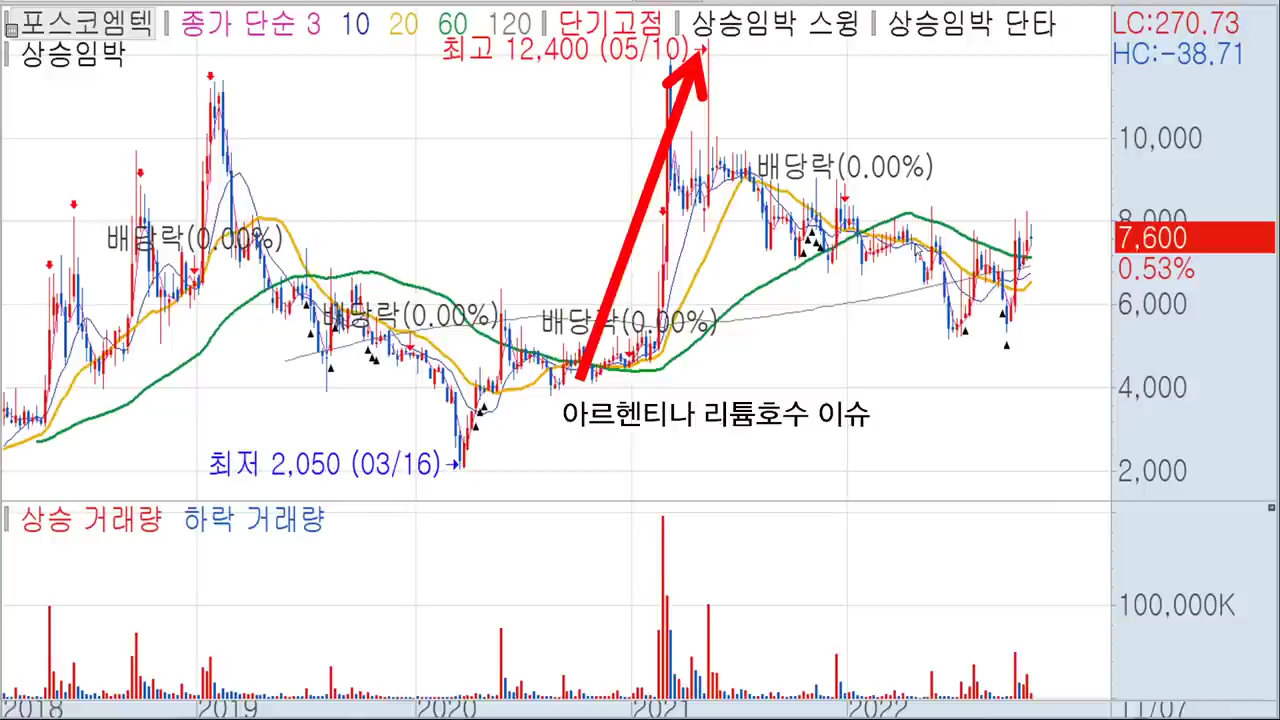 포스코엠텍 종가 단순 3 10 20 60 120 단기고점 상승임박 스윙 상승임박 단타
상승임박
최고 12,400 (05/10)
LC:270.73
HC:-38.71
10,000
배당락(0.00%)
8,000
배당락(0.00%)
7,600
0.53%
6,000
배당락(0.00%)
배당락(0.00%)
4,000
아르헨티나 리튬호수 이슈
최저 2,050 (03/16)
2,000
상승 거래량 하락 거래량
100,000K
2018 2019 2020 2021 2022 11/07